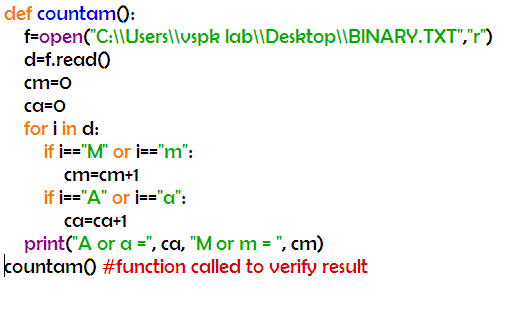 def countam():
    f=open("C:\\Users\\vspk lab\\Desktop\\BINARY.TXT","r")
    d=f.read()
    cm=0
    ca=0
    for i in d:
        if i=="M" or i=="m":
            cm=cm+1
        if i=="A" or i=="a":
            ca=ca+1
    print("A or a =", ca, "M or m = ", cm)
countam() #function called to verify result